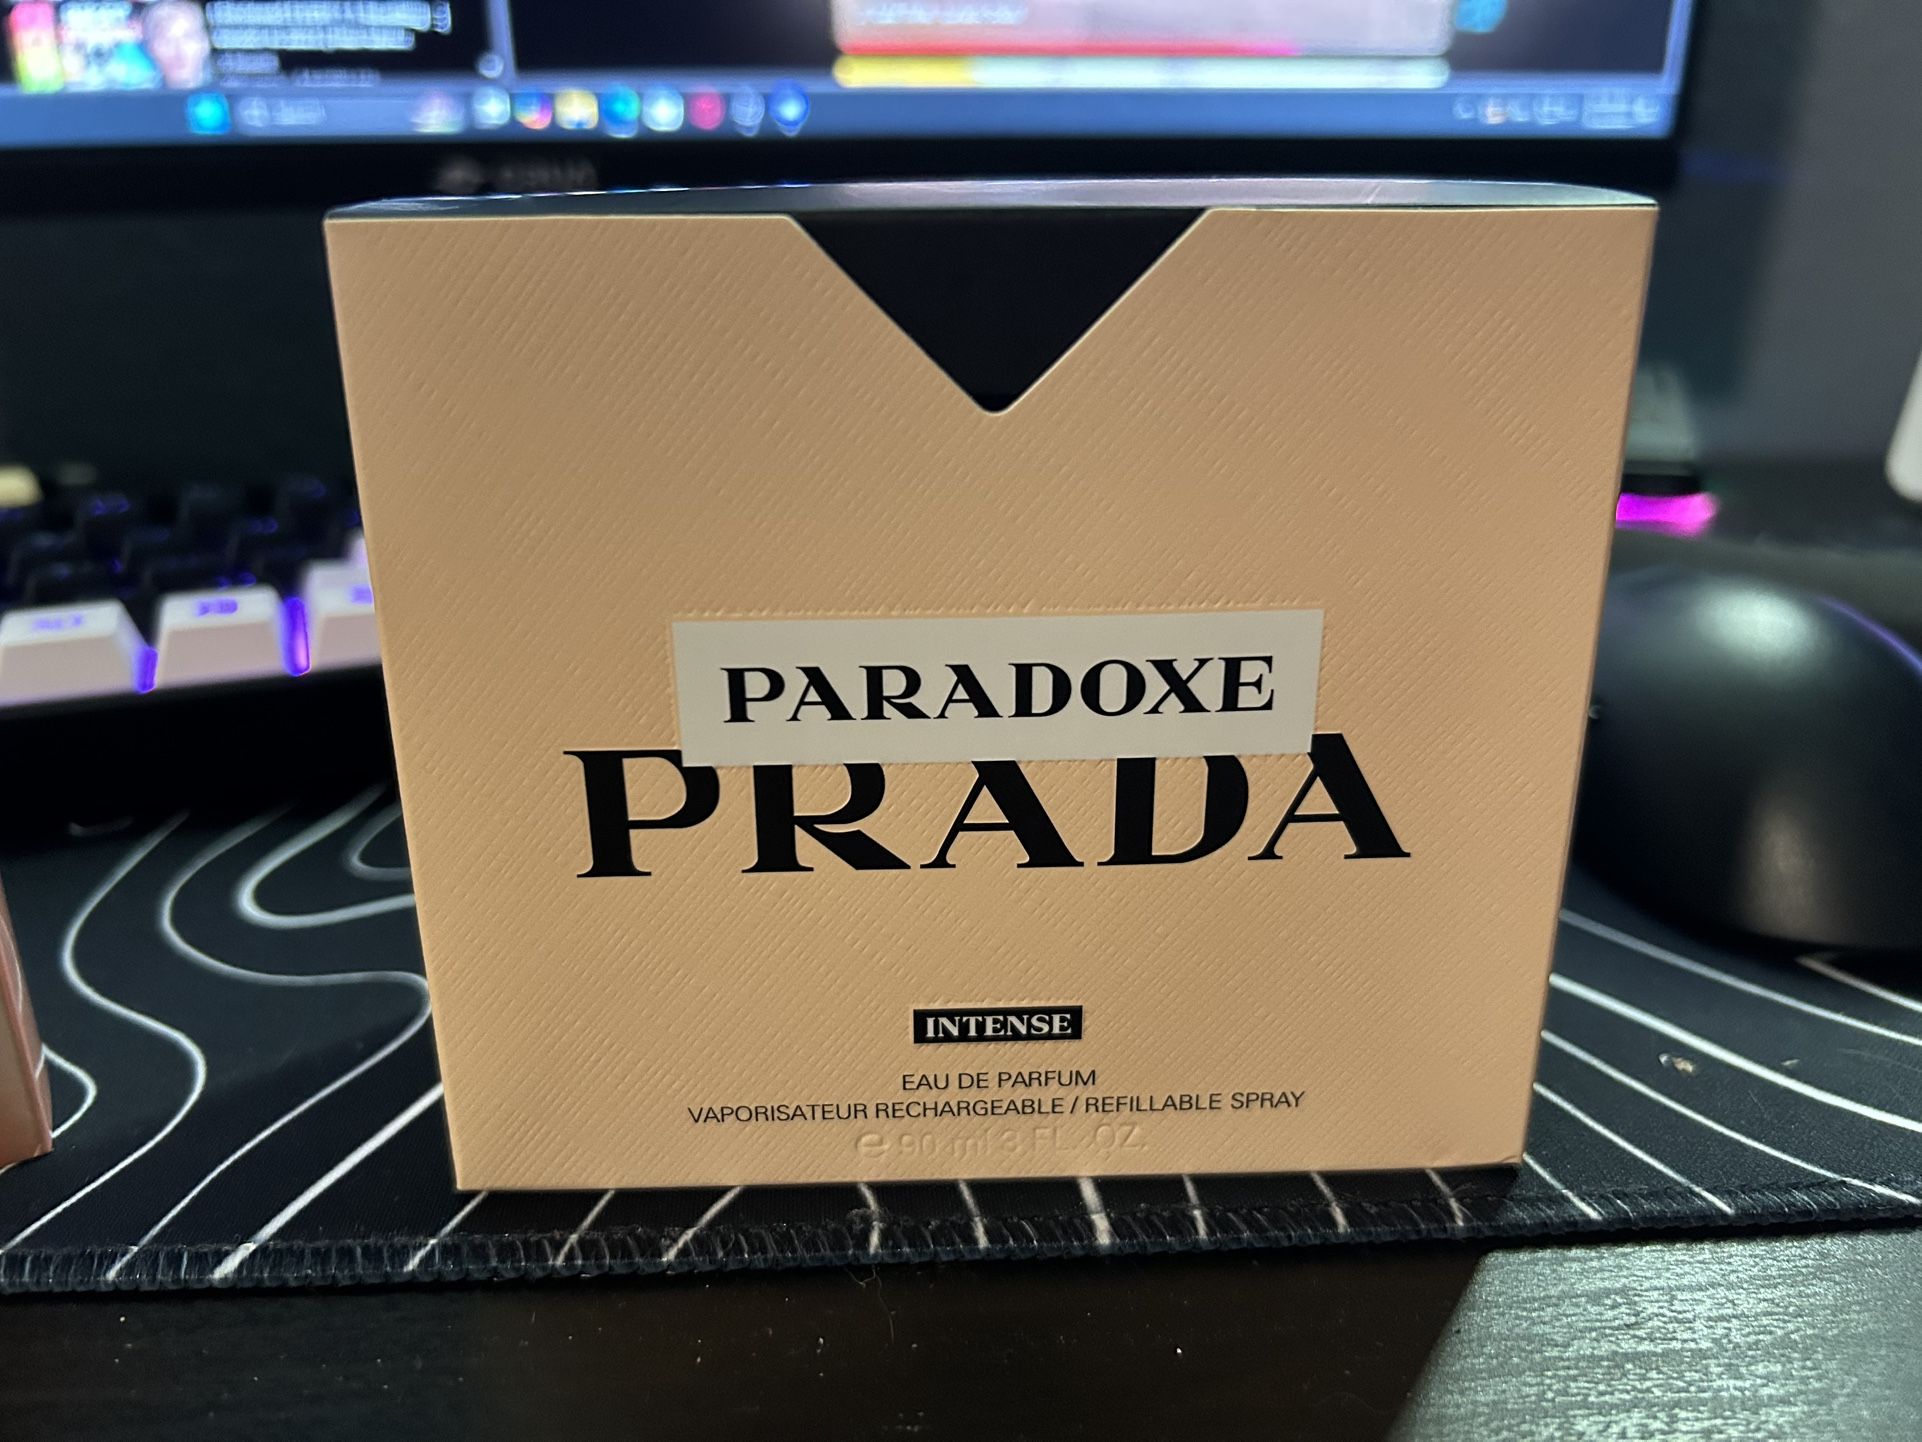 PARADOXE
PRADA
INTENSE
EAU DE PARFUM
VAPORISATEUR RECHARGEABLE / REFILLABLE SPRAY
e 90 ml 3 FL. OZ.